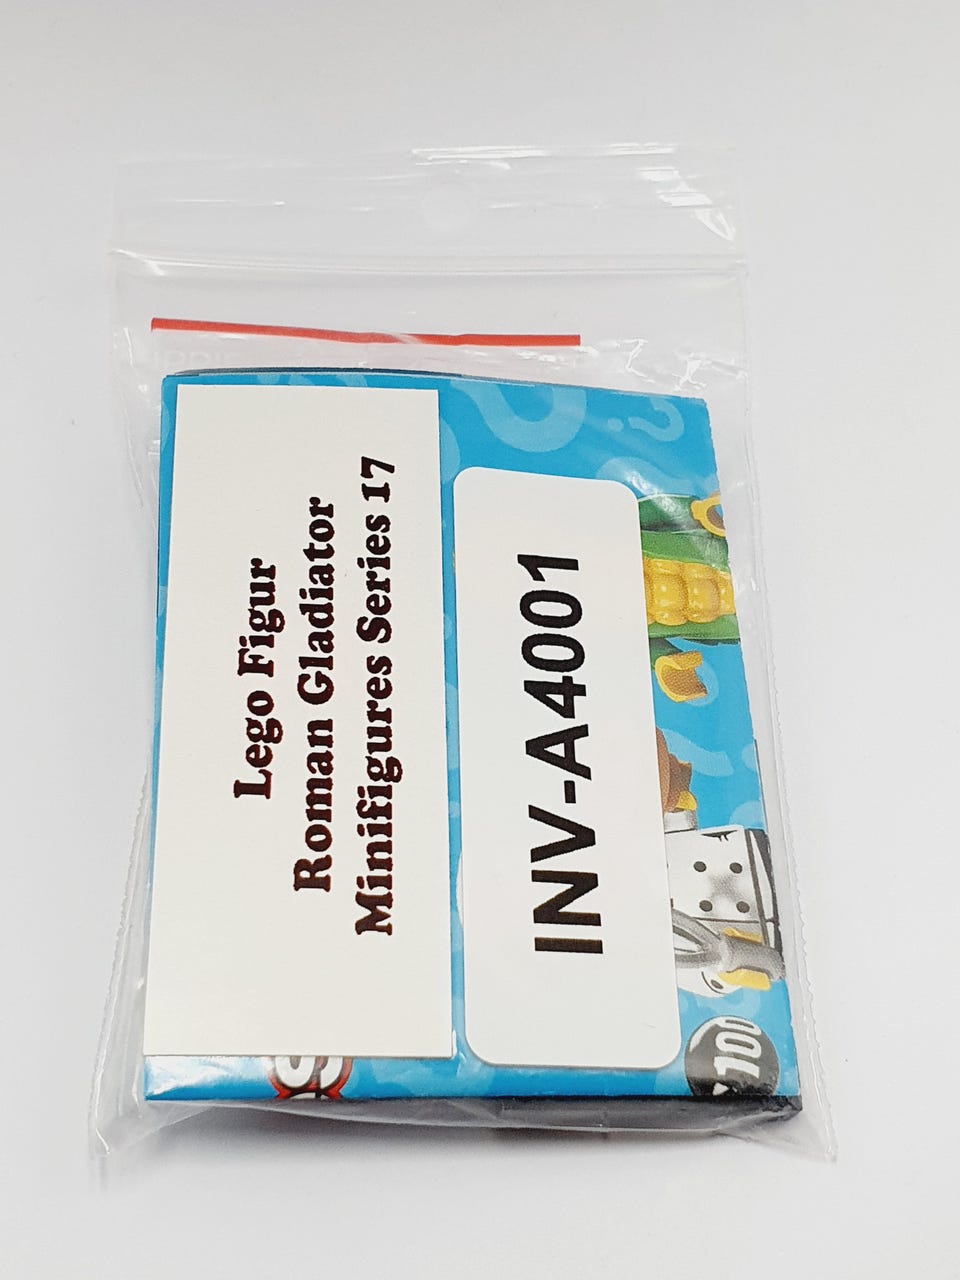 Lego Figur
Roman Gladiator
Minifigures Series 17
INV-A4001